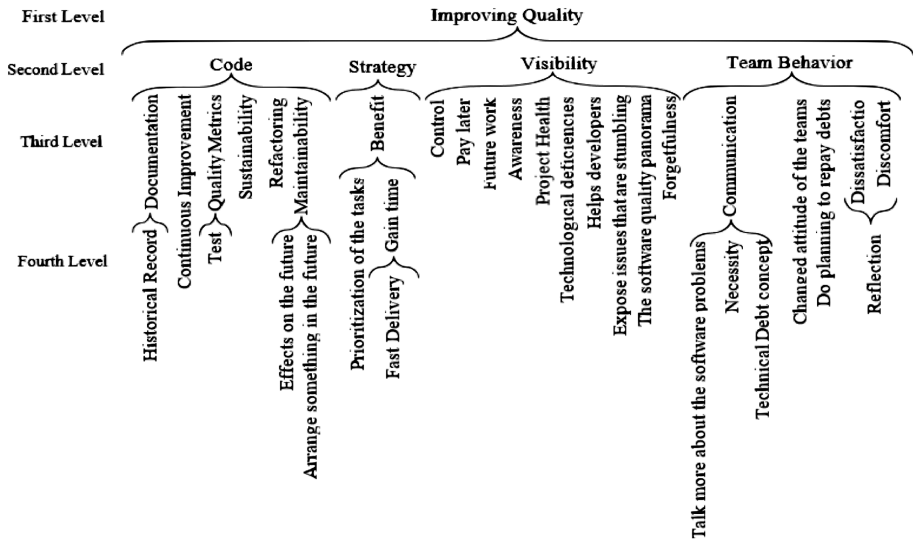 First Level
Improving Quality
Second Level
Code
Strategy
Visibility
Team Behavior
Third Level
Documentation
Continuous Improvement
Quality Metrics
Sustainability
Refactoring
Maintainability
Benefit
Control
Pay later
Future work
Awareness
Project Health
Technological deficiencies
Helps developers
Expose issues that are stumbling
The software quality panorama
Forgetfulness
Communication
Changed attitude of the teams
Do planning to repay debts
Dissatisfactio
Discomfort
Fourth Level
Historical Record
Test
Effects on the future
Arrange something in the future
Prioritization of the tasks
Gain time
Fast Delivery
Talk more about the software problems
Necessity
Technical Debt concept
Reflection